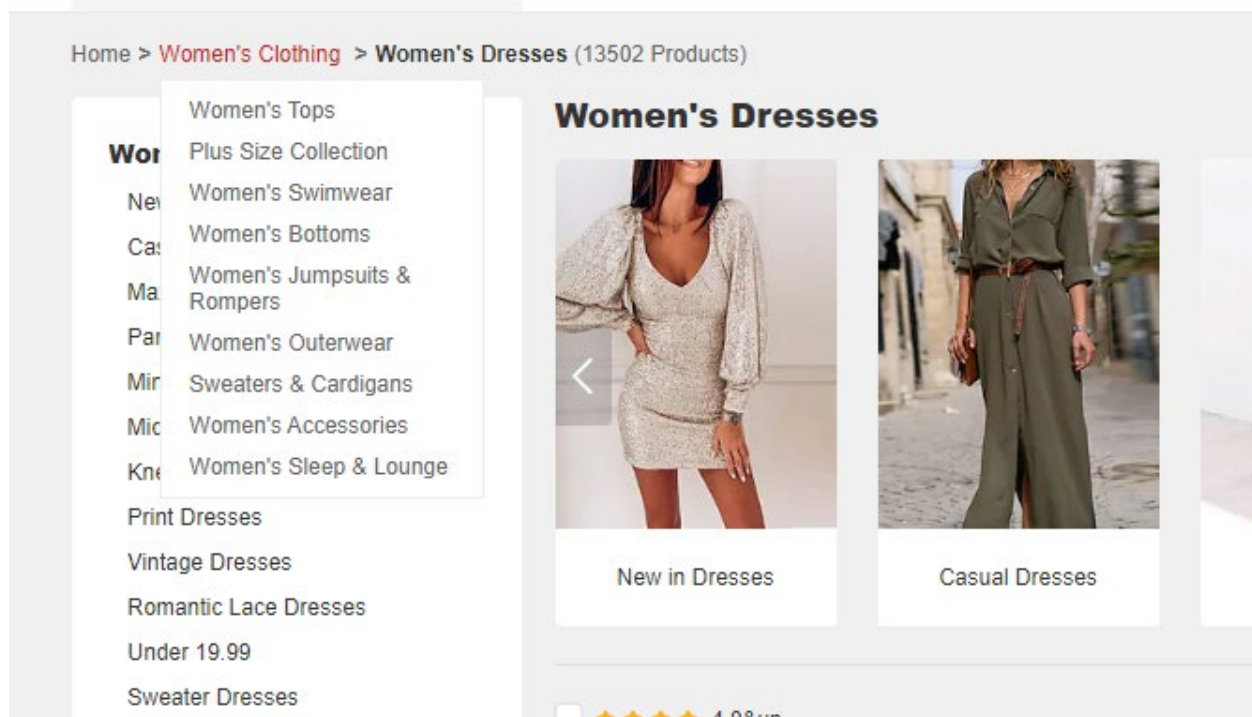 Home > Women's Clothing > Women's Dresses (13502 Products)
Women's Tops
Plus Size Collection
Women's Swimwear
Women's Bottoms
Women's Jumpsuits &
Rompers
Women's Outerwear
Sweaters & Cardigans
Women's Accessories
Women's Sleep & Lounge
Print Dresses
Vintage Dresses
Romantic Lace Dresses
Under 19.99
Sweater Dresses
Women's Dresses
New in Dresses
Casual Dresses